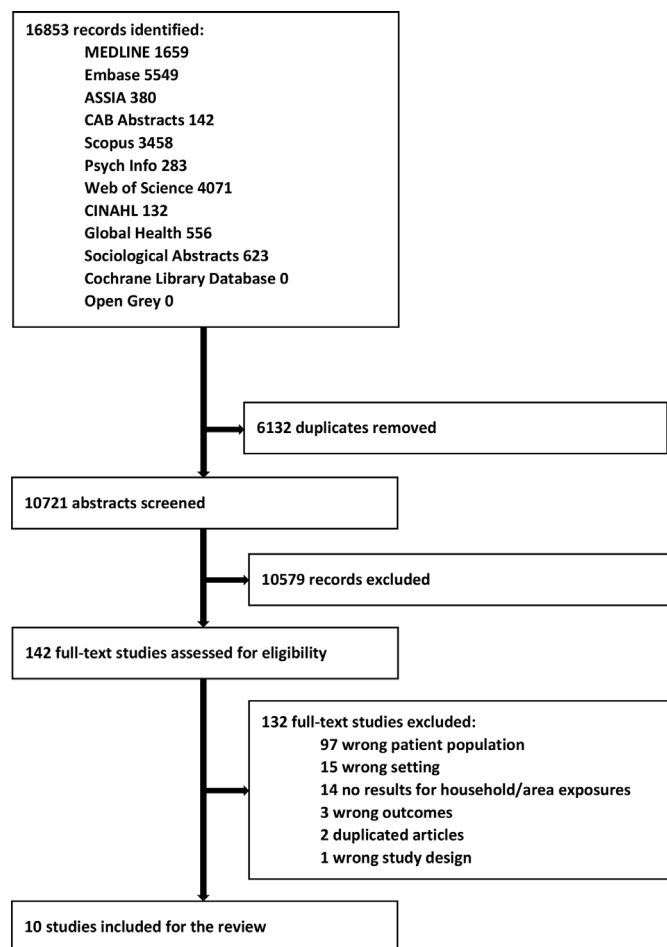 16853 records identified:
MEDLINE 1659
Embase 5549
ASSIA 380
CAB Abstracts 142
Scopus 3458
Psych Info 283
Web of Science 4071
CINAHL 132
Global Health 556
Sociological Abstracts 623
Cochrane Library Database 0
Open Grey 0
6132 duplicates removed
10721 abstracts screened
10579 records excluded
142 full-text studies assessed for eligibility
132 full-text studies excluded:
97 wrong patient population
15 wrong setting
14 no results for household/area exposures
3 wrong outcomes
2 duplicated articles
1 wrong study design
10 studies included for the review